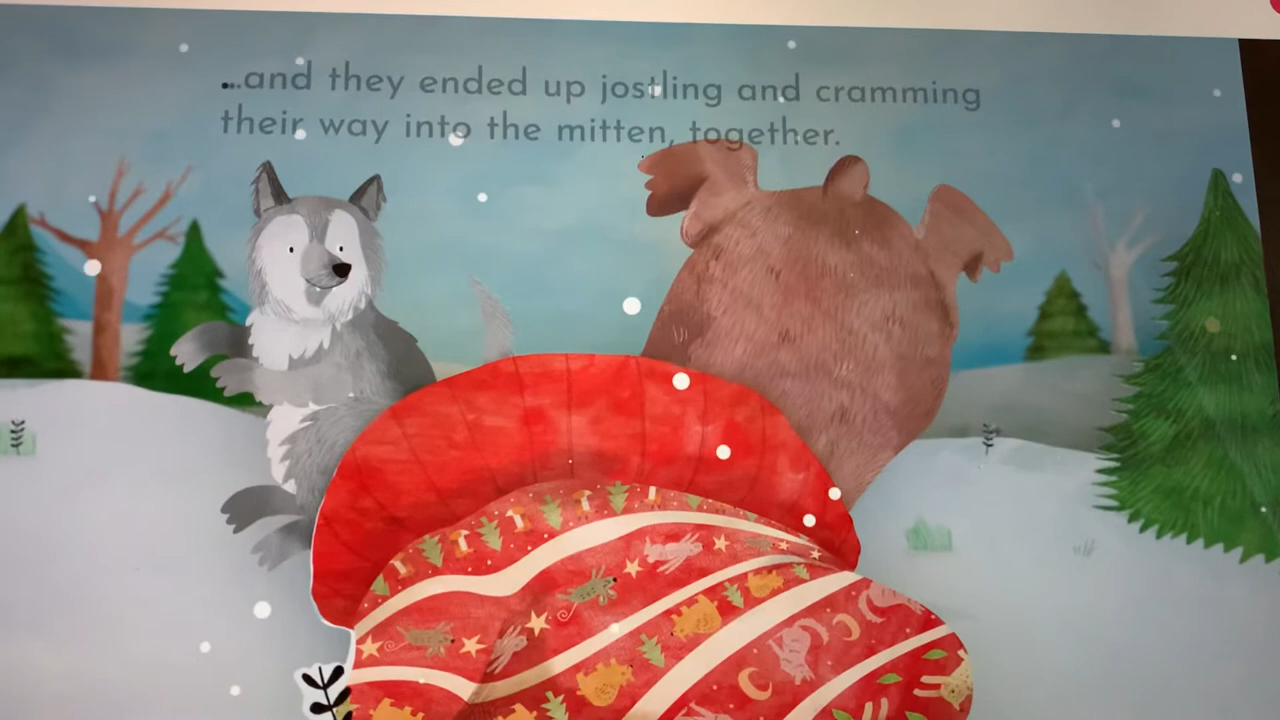 ...and they ended up jostling and cramming
their way into the mitten, together.